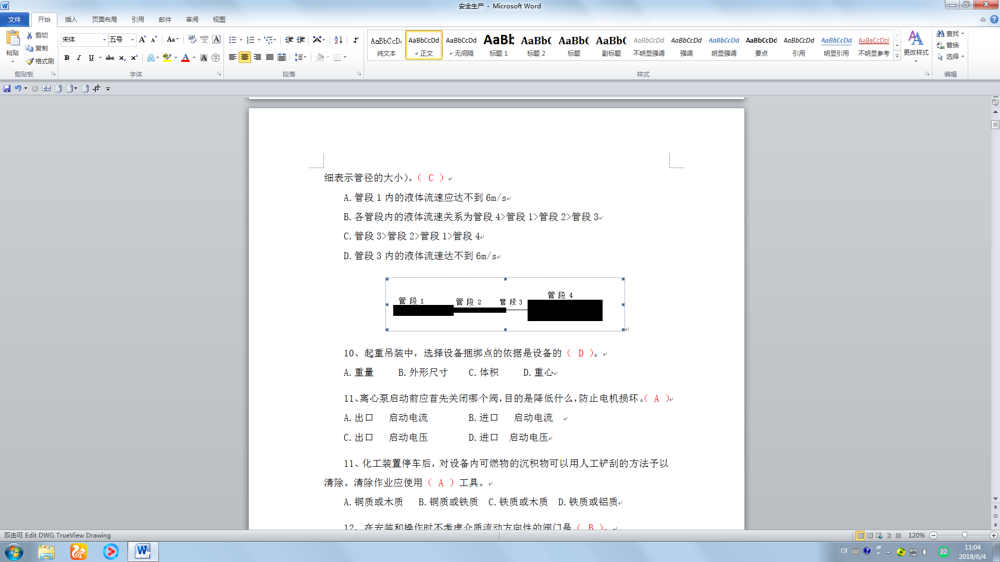 安全生产 - Microsoft Word
文件 开始 插入 页面布局 引用 邮件 审阅 视图
粘贴 剪切 复制 格式刷
宋体 五号
AaBbCcDc AaBbCcDd AaBbCcDd AaBb AaBbC AaBbC AaBbC AaBbCcDd AaBbCcDd AaBbCcDd AaBbCcDd AaBbCcDd AaBbCcDd AaBbCcDd
纯文本 正文 无间隔 标题 1 标题 2 标题 副标题 不明显强调 强调 明显强调 要点 引用 明显引用 不明显参考
更改样式 查找 替换 选择
剪贴板 字体 段落 样式 编辑
细表示管径的大小)。( C )
A.管段1内的液体流速应达不到6m/s
B.各管段内的液体流速关系为管段4>管段1>管段2>管段3
C.管段3>管段2>管段1>管段4
D.管段3内的液体流速达不到6m/s
管段1 管段2 管段3 管段4
10、起重吊装中,选择设备捆绑点的依据是设备的( D )。
A.重量 B.外形尺寸 C.体积 D.重心
11、离心泵启动前应首先关闭哪个阀,目的是降低什么,防止电机损坏。( A )
A.出口 启动电流 B.进口 启动电流
C.出口 启动电压 D.进口 启动电压
11、化工装置停车后,对设备内可燃物的沉积物可以用人工铲刮的方法予以
清除。清除作业应使用( A )工具。
A.铜质或木质 B.铜质或铁质 C.铁质或木质 D.铁质或铝质
12、在安装和操作时不考虑介质流动方向性的阀门是( B )。
双击可 Edit DWG TrueView Drawing
120%
CH 22 11:04
2018/6/4